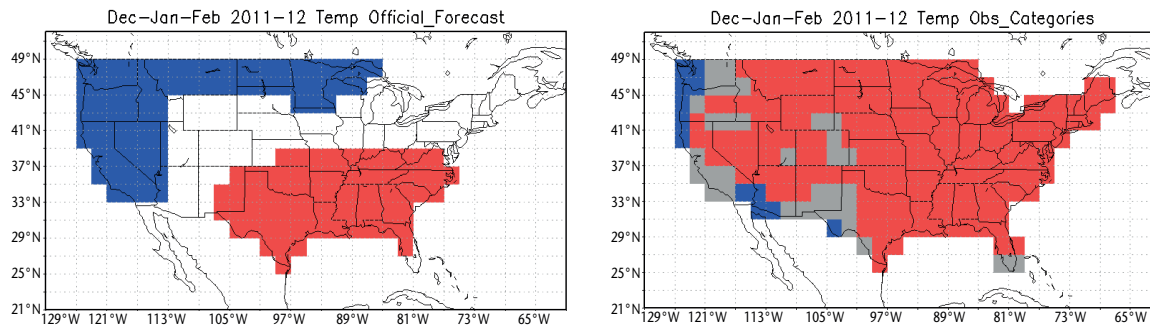 Dec-Jan-Feb 2011-12 Temp Official_Forecast
49°N
45°N
41°N
37°N
33°N
29°N
25°N
21°N
129°W 121°W 113°W 105°W 97°W 89°W 81°W 73°W 65°W
Dec-Jan-Feb 2011-12 Temp Obs_Categories
49°N
45°N
41°N
37°N
33°N
29°N
25°N
21°N
129°W 121°W 113°W 105°W 97°W 89°W 81°W 73°W 65°W